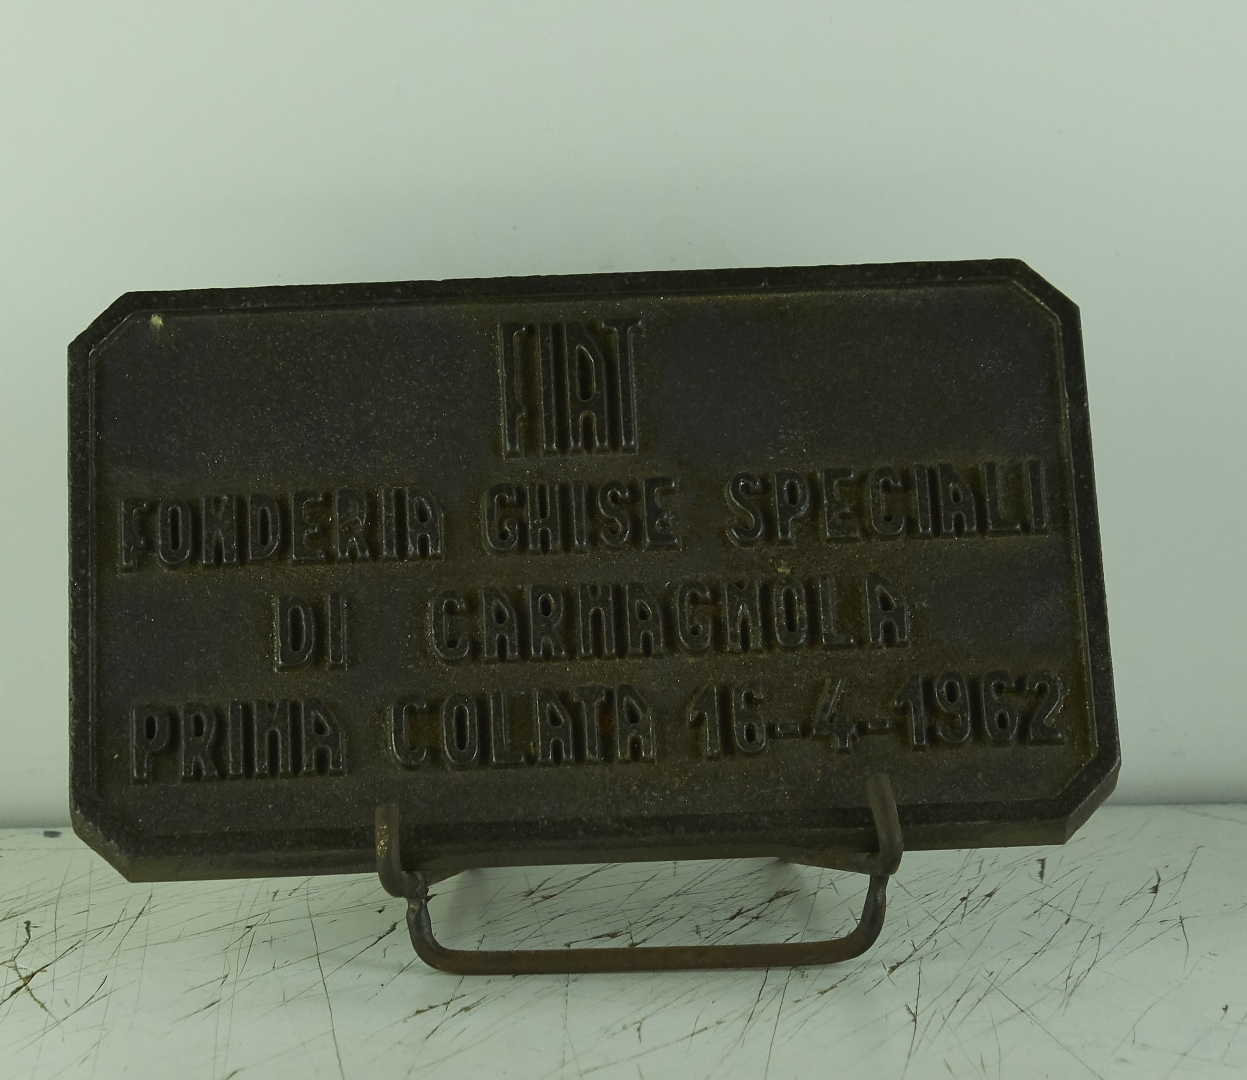 FIAT
FONDERIA GHISE SPECIALI
DI CARMAGNOLA
PRIMA COLATA 16-4-1962